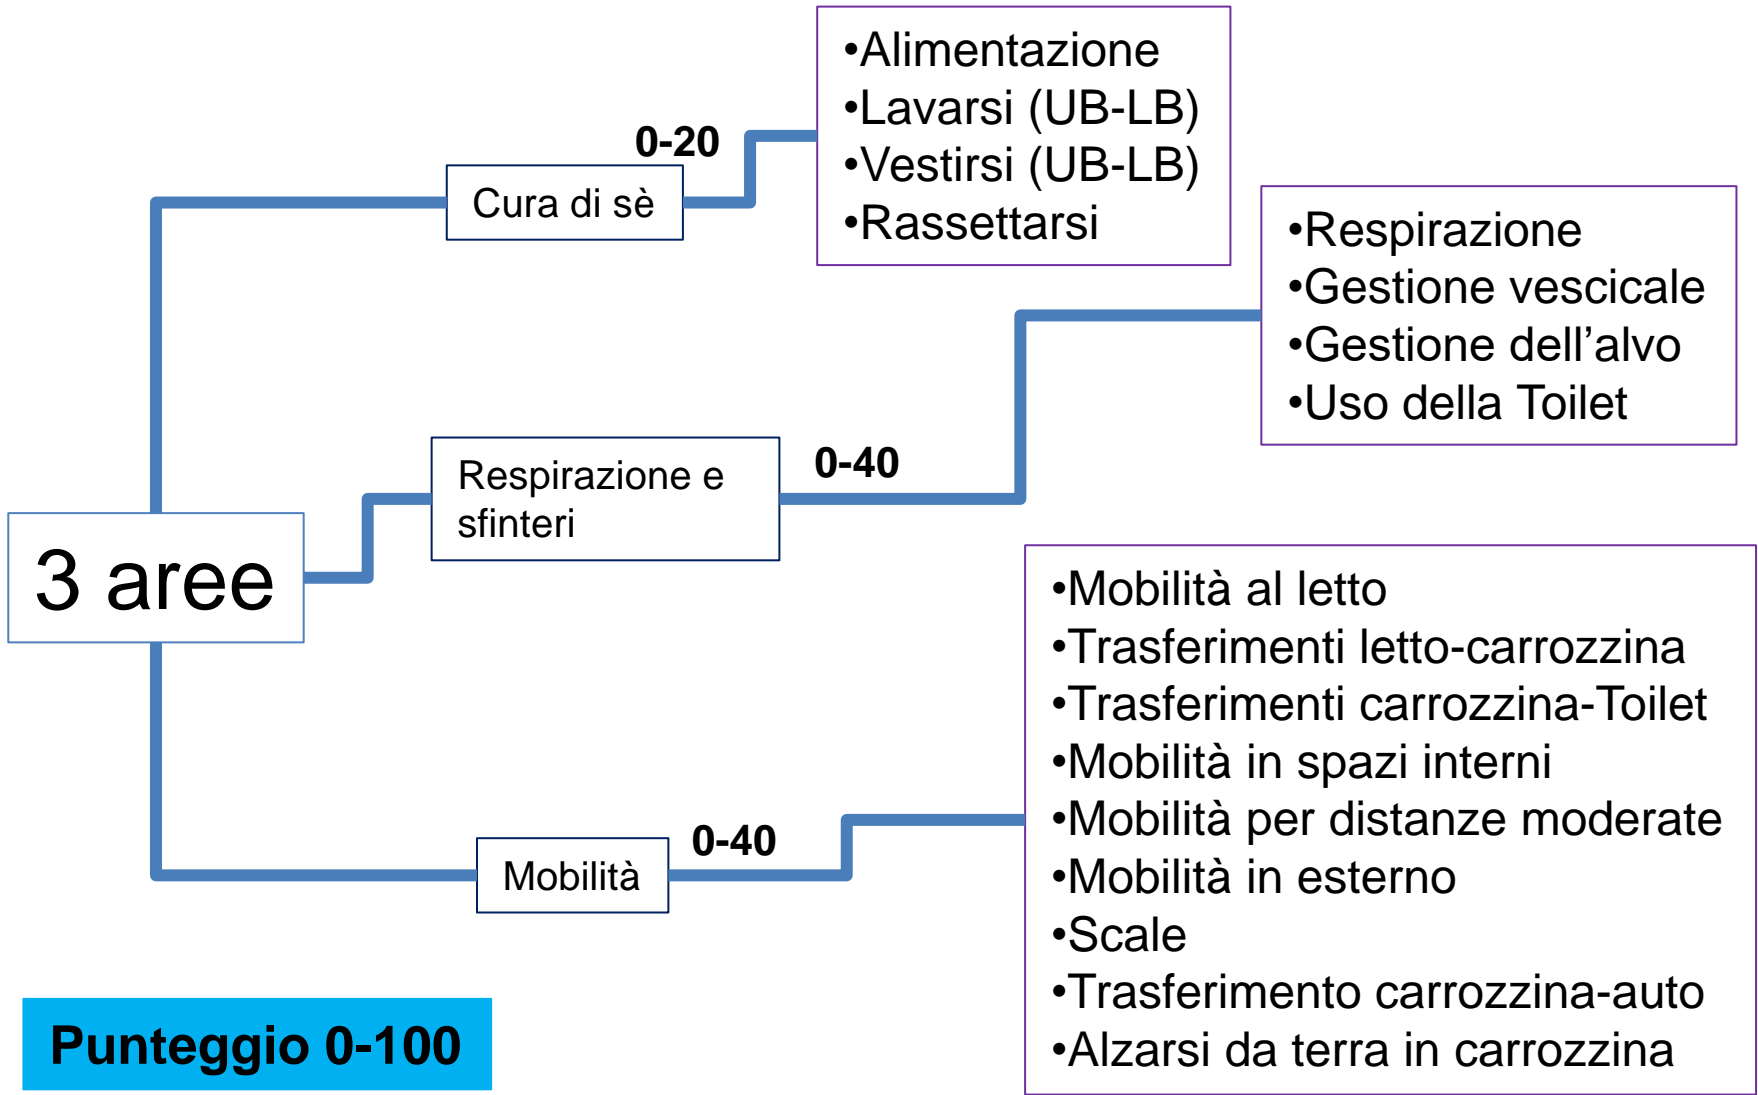 3 aree
Cura di sè
0-20
•Alimentazione
•Lavarsi (UB-LB)
•Vestirsi (UB-LB)
•Rassettarsi
Respirazione e
sfinteri
0-40
•Respirazione
•Gestione vescicale
•Gestione dell’alvo
•Uso della Toilet
Mobilità
0-40
•Mobilità al letto
•Trasferimenti letto-carrozzina
•Trasferimenti carrozzina-Toilet
•Mobilità in spazi interni
•Mobilità per distanze moderate
•Mobilità in esterno
•Scale
•Trasferimento carrozzina-auto
•Alzarsi da terra in carrozzina
Punteggio 0-100